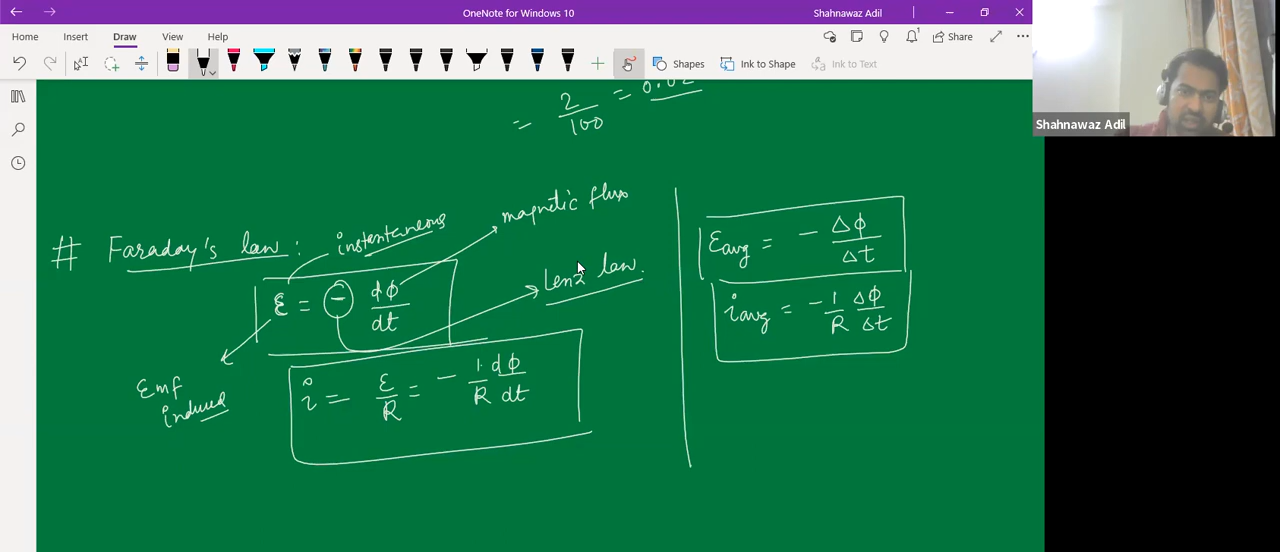 OneNote for Windows 10
Shahnawaz Adil
Home Insert Draw View Help
Share
Shapes Ink to Shape Ink to Text
Shahnawaz Adil
= 2/100 = 0.02
# Faraday's law :
instantaneous
magnetic flux
ε = - dϕ/dt
Lenz law.
Emf
induced
i = ε/R = - 1/R dϕ/dt
εavg = - Δϕ/Δt
iavg = - 1/R Δϕ/Δt